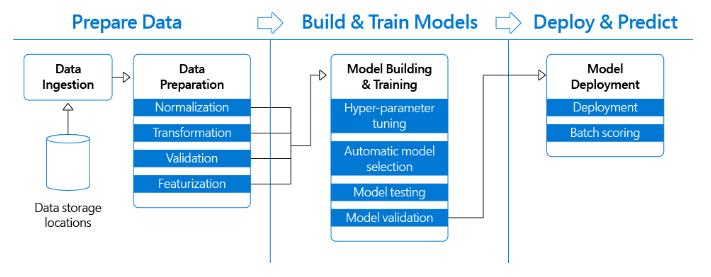 Prepare Data
Build & Train Models
Deploy & Predict
Data
Ingestion
Data storage
locations
Data
Preparation
Normalization
Transformation
Validation
Featurization
Model Building
& Training
Hyper-parameter
tuning
Automatic model
selection
Model testing
Model validation
Model
Deployment
Deployment
Batch scoring